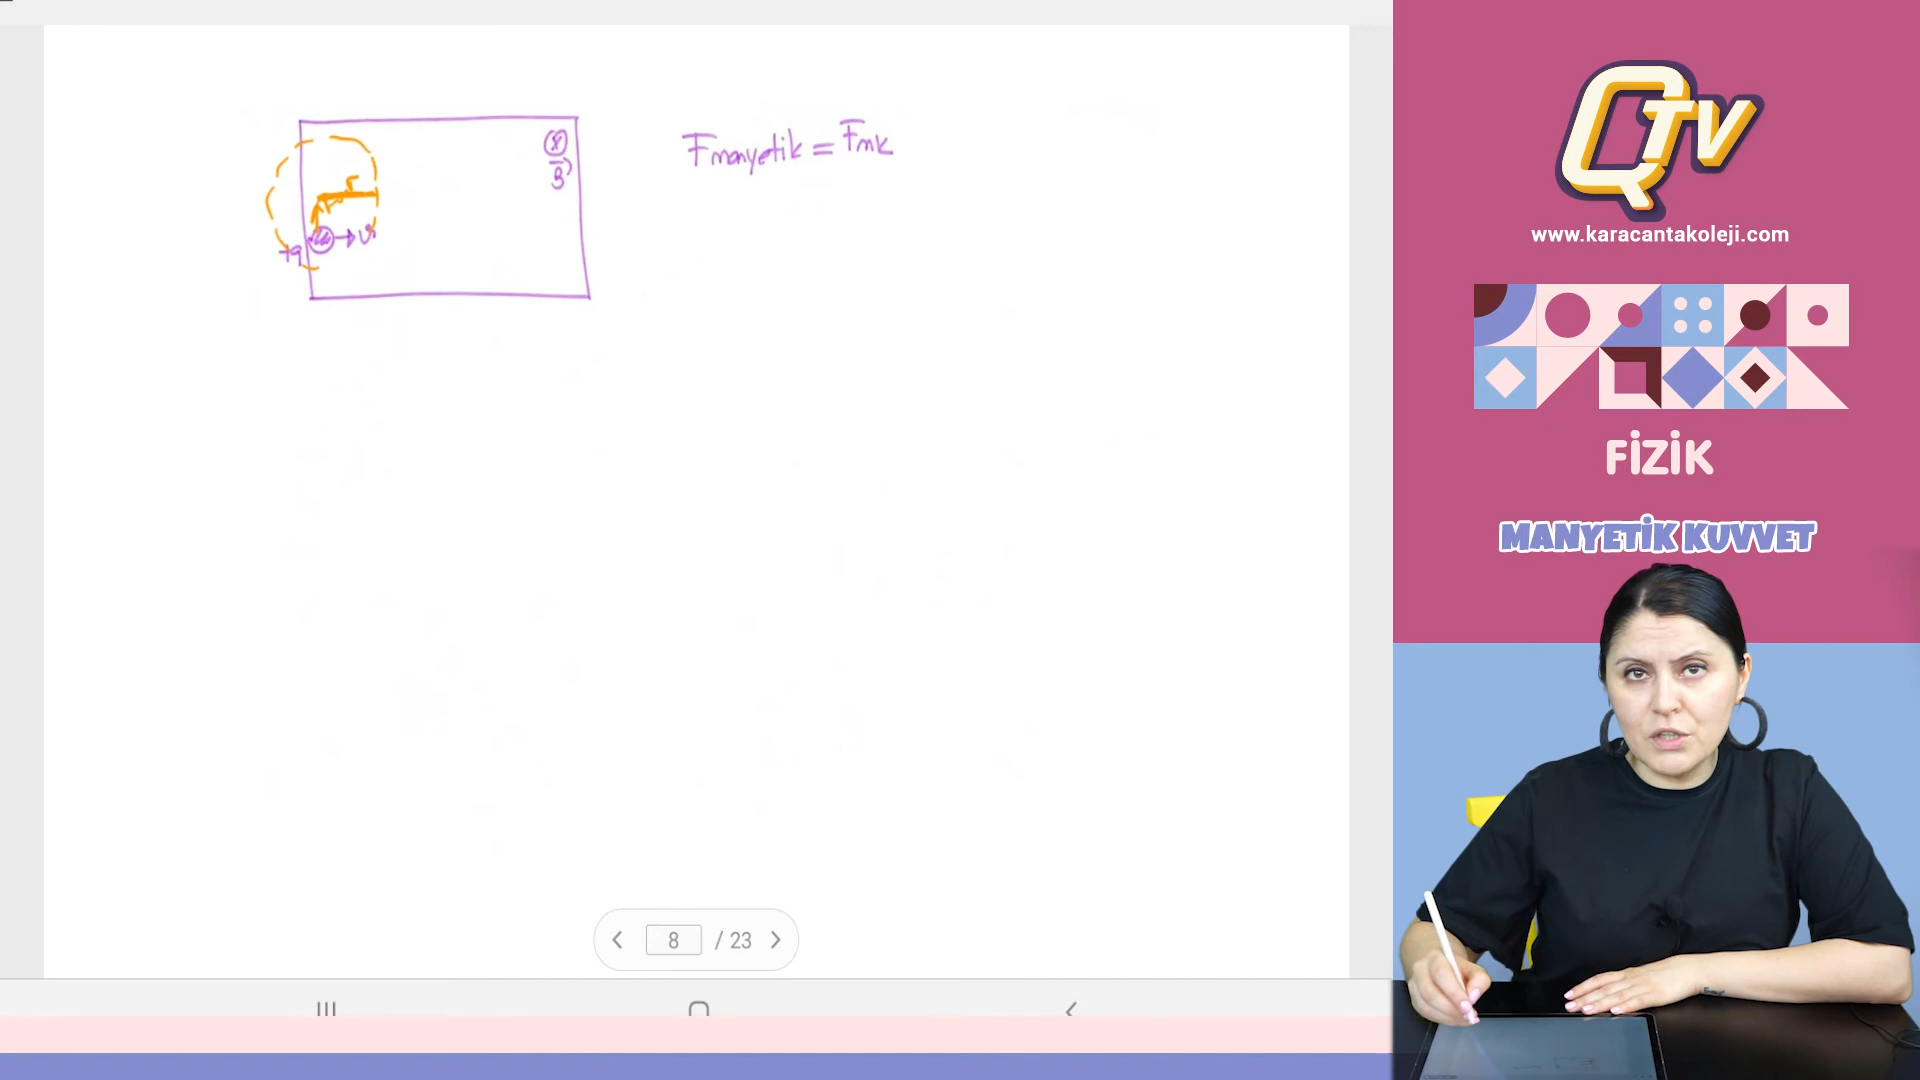 Fmanyetik = Fmk
B
r
+q
→ v
8 / 23
QTV
www.karacantakoleji.com
FİZİK
MANYETİK KUVVET